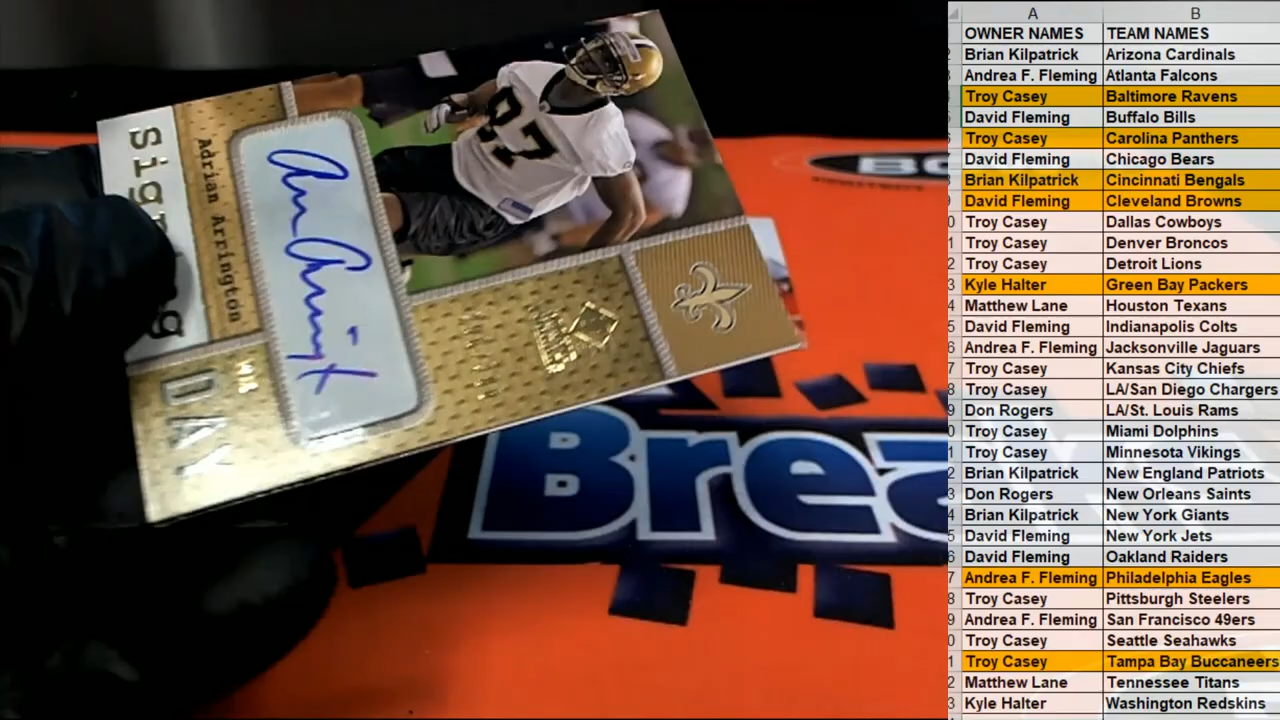 Signing
DAY
Adrian Arrington
WR
97
Brea
BO
A B
OWNER NAMES TEAM NAMES
Brian Kilpatrick Arizona Cardinals
Andrea F. Fleming Atlanta Falcons
Troy Casey Baltimore Ravens
David Fleming Buffalo Bills
Troy Casey Carolina Panthers
David Fleming Chicago Bears
Brian Kilpatrick Cincinnati Bengals
David Fleming Cleveland Browns
Troy Casey Dallas Cowboys
Troy Casey Denver Broncos
Troy Casey Detroit Lions
Kyle Halter Green Bay Packers
Matthew Lane Houston Texans
David Fleming Indianapolis Colts
Andrea F. Fleming Jacksonville Jaguars
Troy Casey Kansas City Chiefs
Troy Casey LA/San Diego Chargers
Don Rogers LA/St. Louis Rams
Troy Casey Miami Dolphins
Troy Casey Minnesota Vikings
Brian Kilpatrick New England Patriots
Don Rogers New Orleans Saints
Brian Kilpatrick New York Giants
David Fleming New York Jets
David Fleming Oakland Raiders
Andrea F. Fleming Philadelphia Eagles
Troy Casey Pittsburgh Steelers
Andrea F. Fleming San Francisco 49ers
Troy Casey Seattle Seahawks
Troy Casey Tampa Bay Buccaneers
Matthew Lane Tennessee Titans
Kyle Halter Washington Redskins